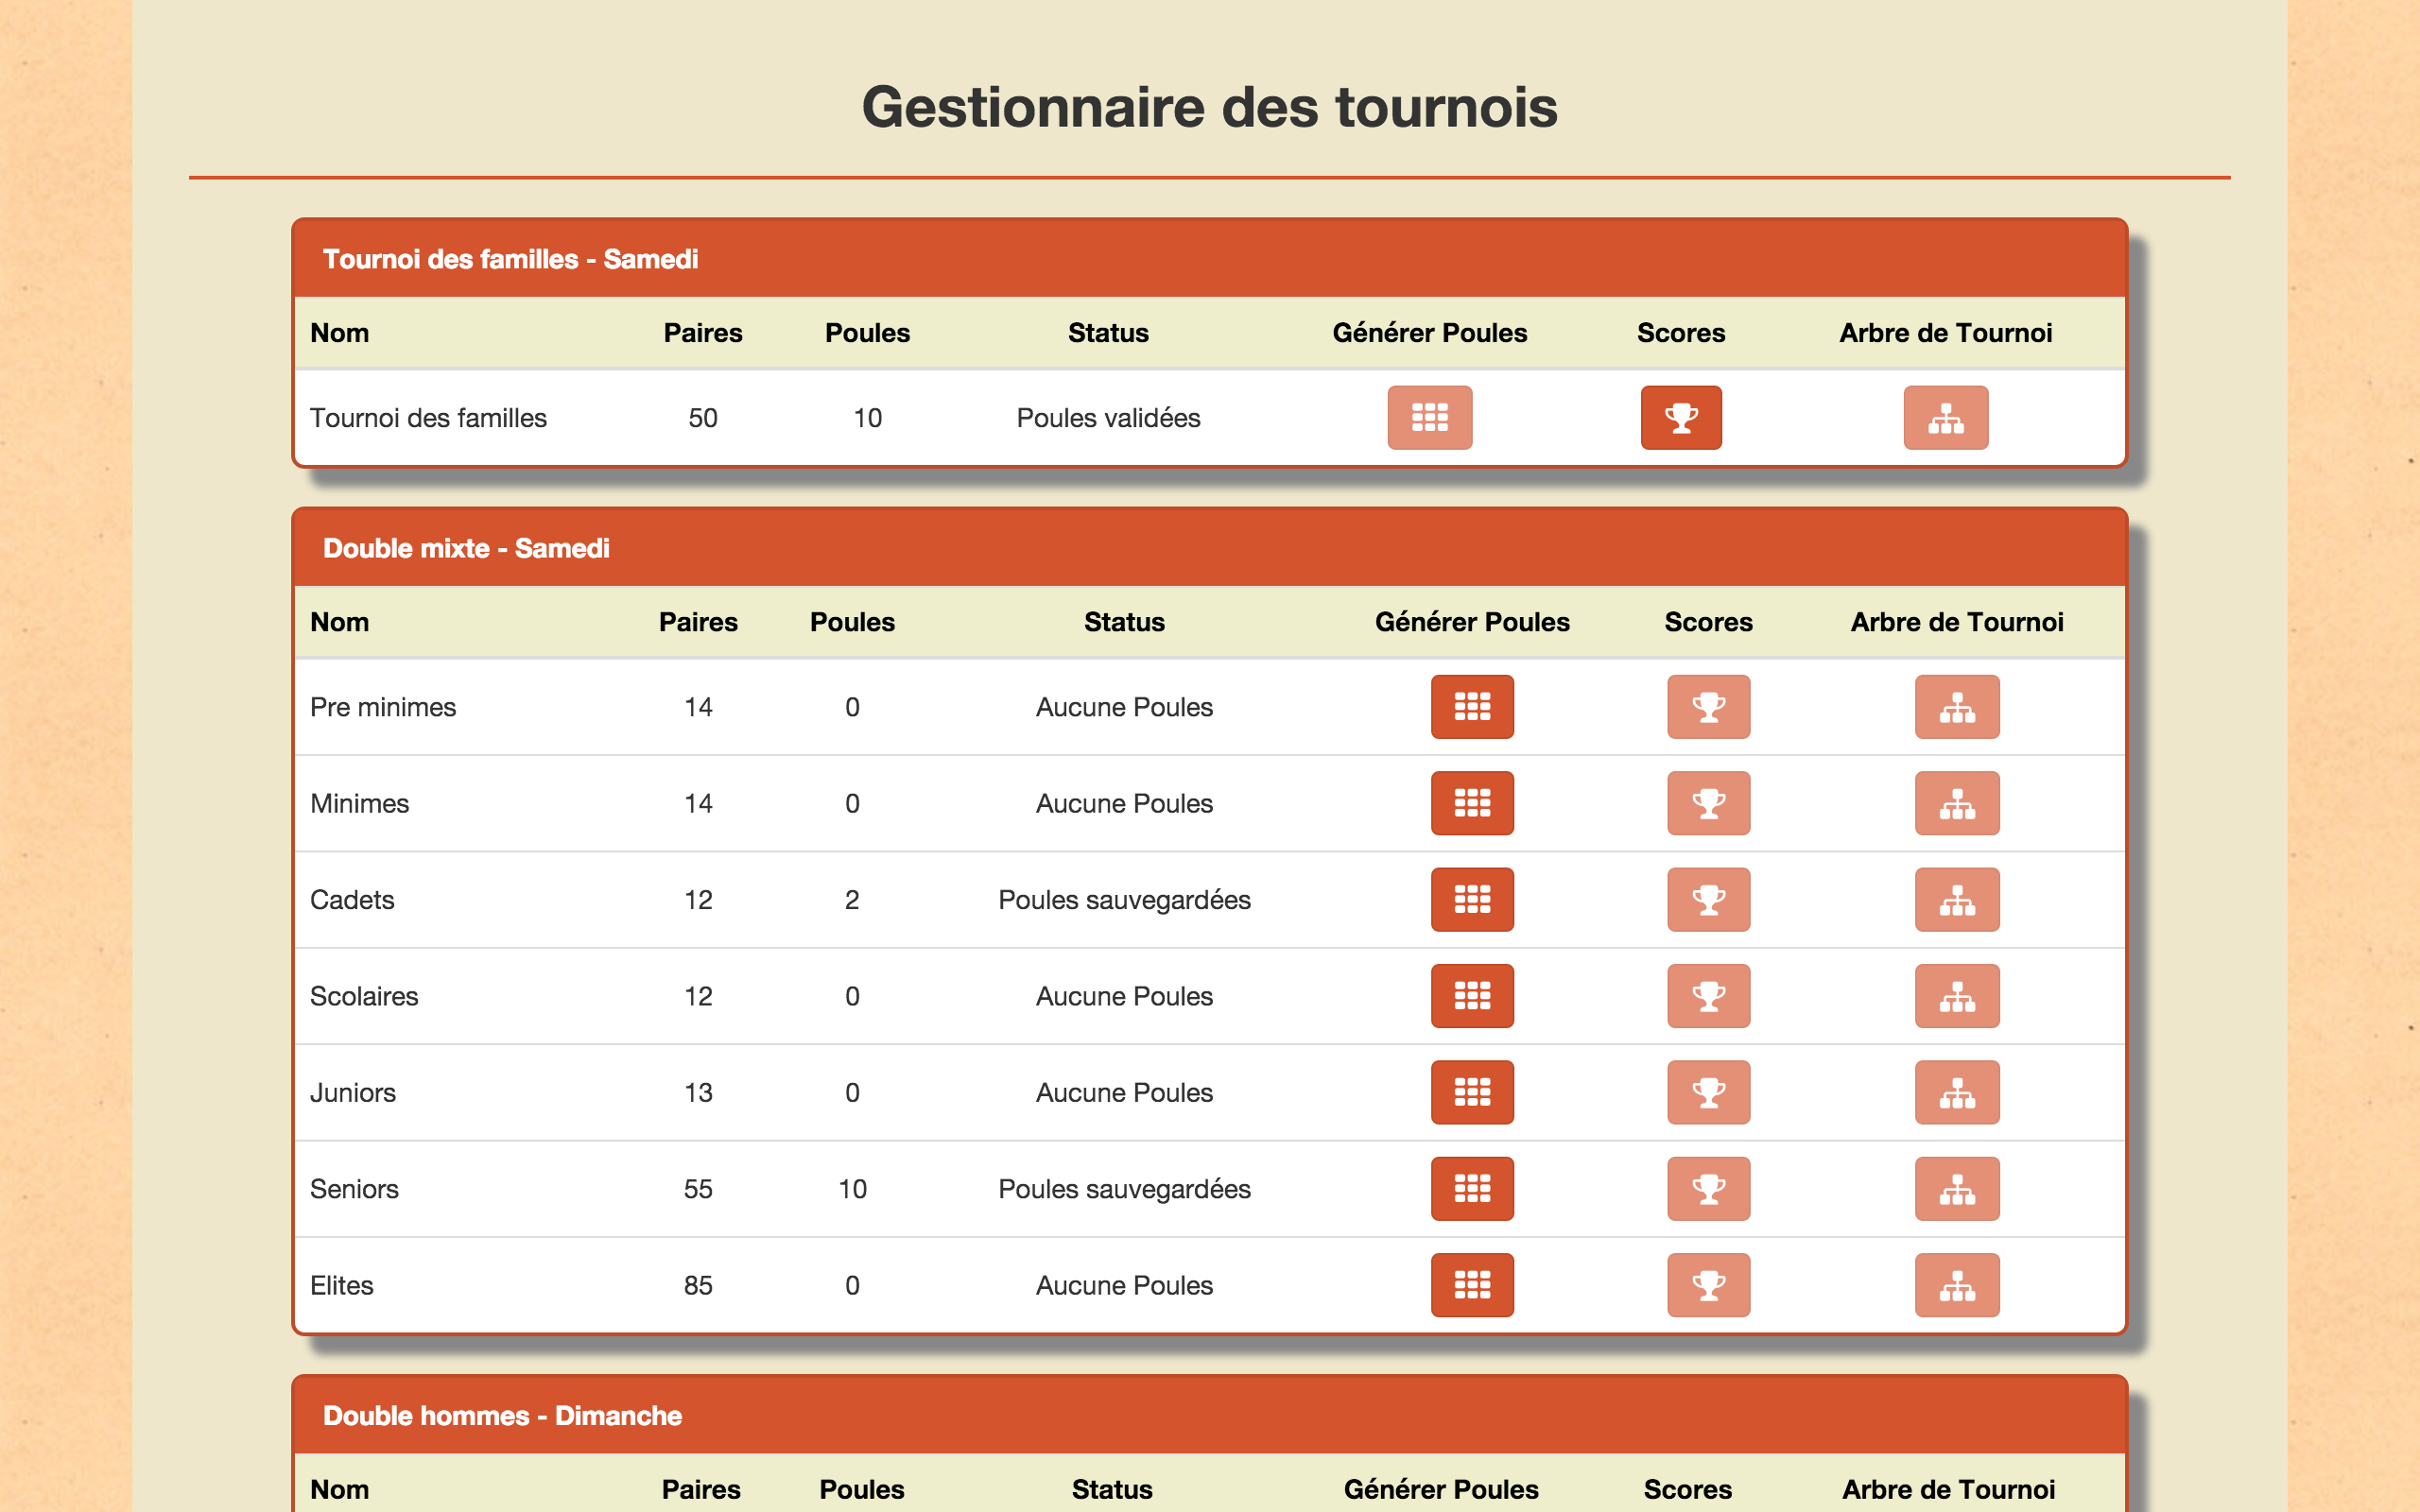 Gestionnaire des tournois
Tournoi des familles - Samedi
Nom Paires Poules Status Générer Poules Scores Arbre de Tournoi
Tournoi des familles 50 10 Poules validées
Double mixte - Samedi
Nom Paires Poules Status Générer Poules Scores Arbre de Tournoi
Pre minimes 14 0 Aucune Poules
Minimes 14 0 Aucune Poules
Cadets 12 2 Poules sauvegardées
Scolaires 12 0 Aucune Poules
Juniors 13 0 Aucune Poules
Seniors 55 10 Poules sauvegardées
Elites 85 0 Aucune Poules
Double hommes - Dimanche
Nom Paires Poules Status Générer Poules Scores Arbre de Tournoi